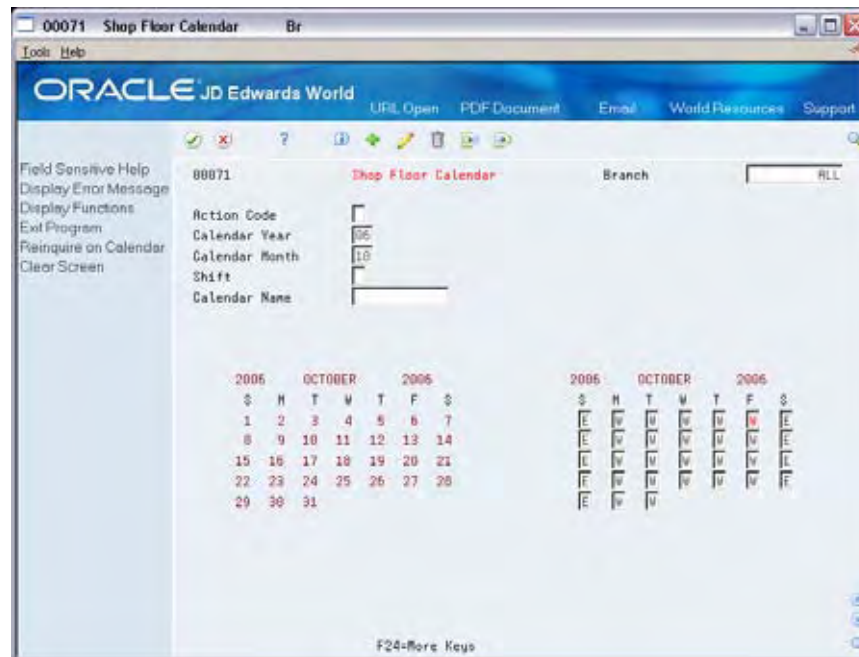 00071 Shop Floor Calendar Br
Tools Help
ORACLE JD Edwards World
URL Open PDF Document Email World Resources Support
Field Sensitive Help
Display Error Message
Display Functions
Exit Program
Reinquire on Calendar
Clear Screen
00071 Shop Floor Calendar Branch ALL
Action Code
Calendar Year 06
Calendar Month 10
Shift
Calendar Name
2006 OCTOBER 2006
S M T W T F S
1 2 3 4 5 6 7
8 9 10 11 12 13 14
15 16 17 18 19 20 21
22 23 24 25 26 27 28
29 30 31
2006 OCTOBER 2006
S M T W T F S
E W W W W W E
E W W W W W E
E W W W W W E
E W W W W W E
E W W
F24=More Keys